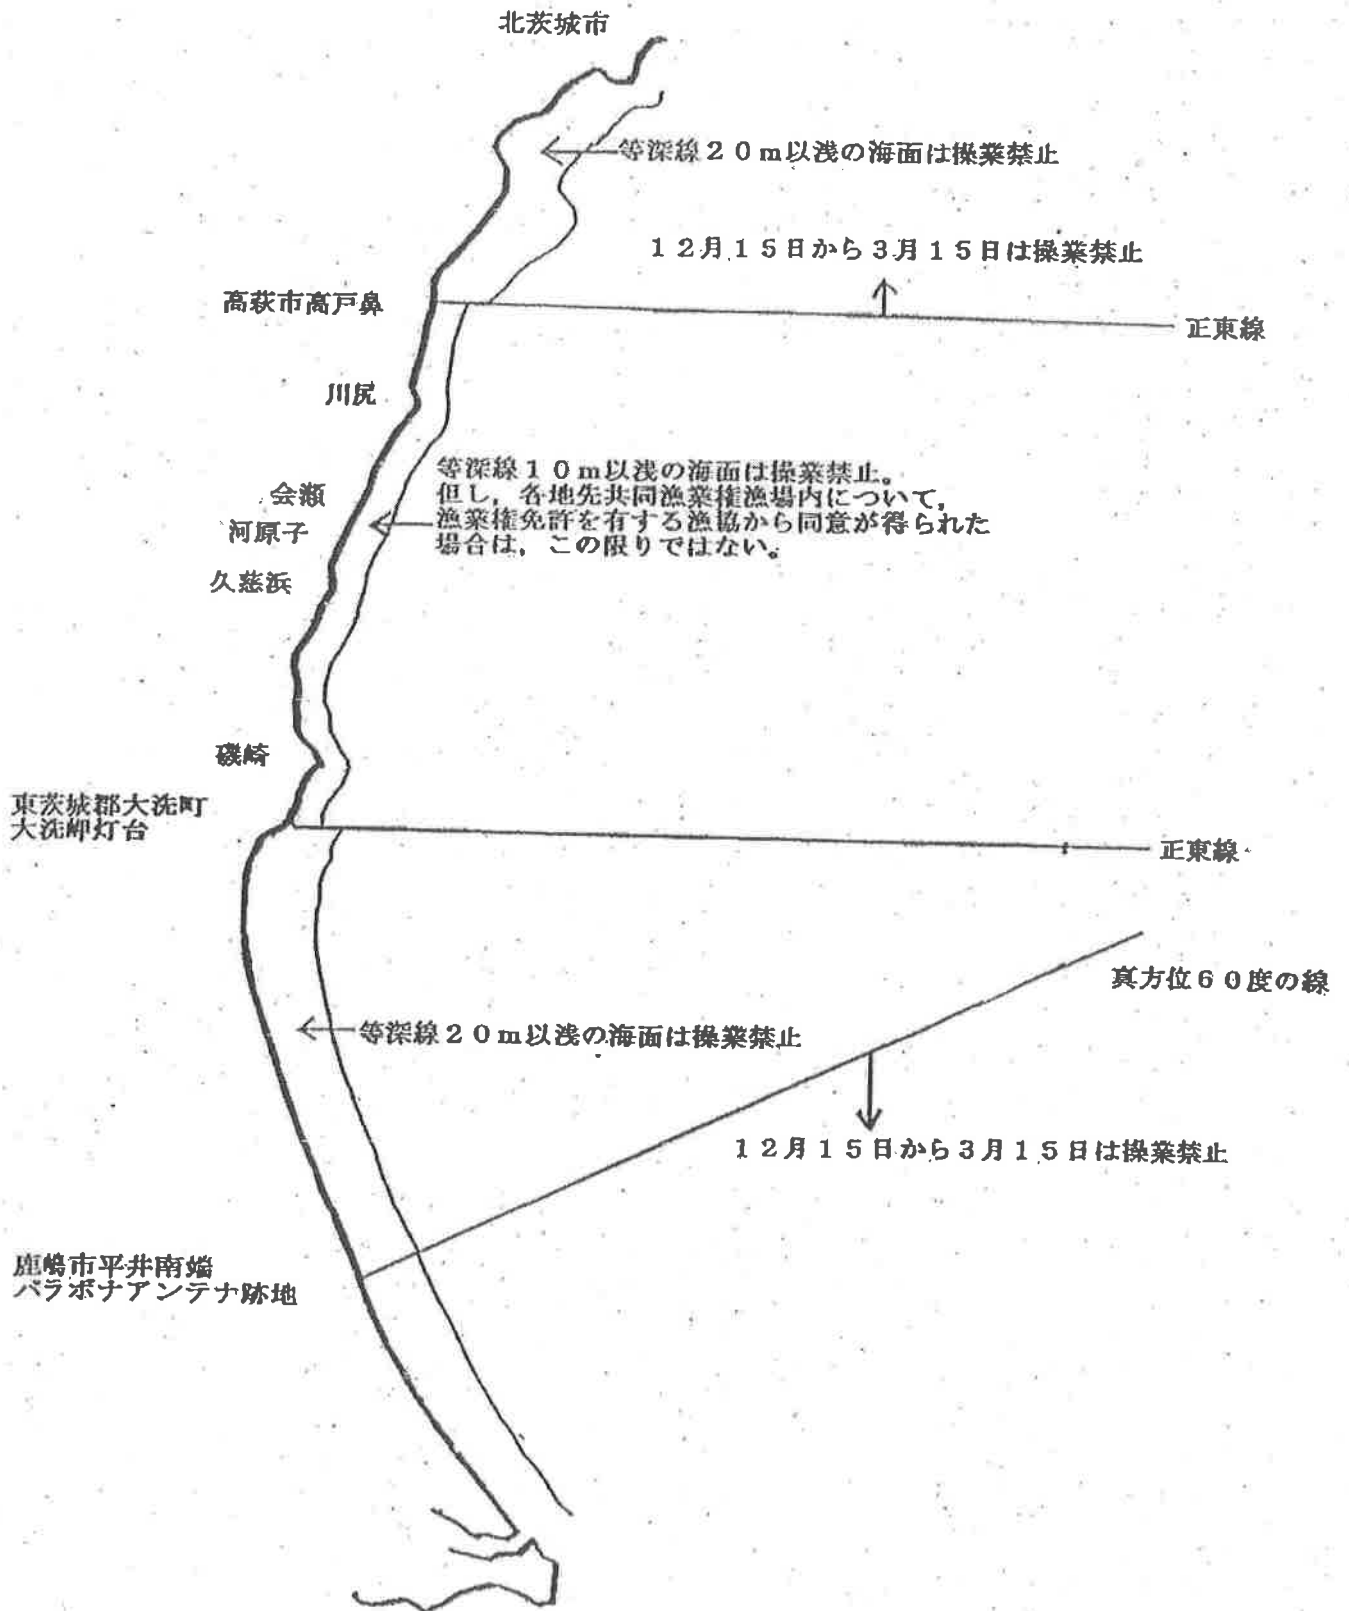 北茨城市
等深線２０ｍ以浅の海面は操業禁止
１２月１５日から３月１５日は操業禁止
高萩市高戸鼻
正東線
川尻
等深線１０ｍ以浅の海面は操業禁止。
但し，各地先共同漁業権漁場内について，
漁業権免許を有する漁協から同意が得られた
場合は，この限りではない。
会瀬
河原子
久慈浜
磯崎
東茨城郡大洗町
大洗岬灯台
正東線
真方位６０度の線
等深線２０ｍ以浅の海面は操業禁止
１２月１５日から３月１５日は操業禁止
鹿嶋市平井南端
パラボナアンテナ跡地